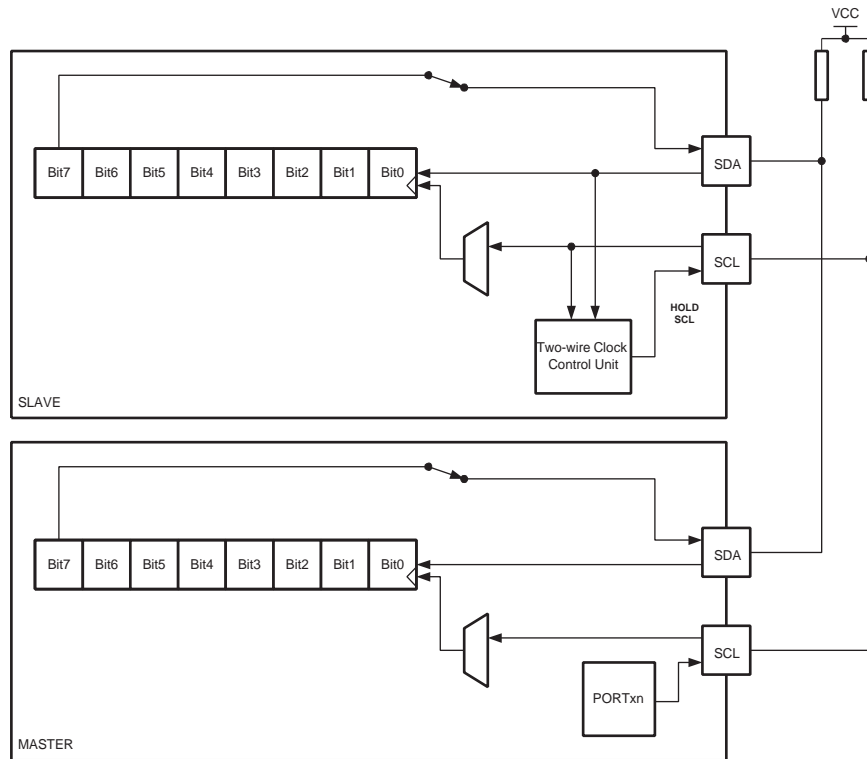 VCC
Bit7 Bit6 Bit5 Bit4 Bit3 Bit2 Bit1 Bit0
SDA
SCL
HOLD
SCL
Two-wire Clock
Control Unit
SLAVE
Bit7 Bit6 Bit5 Bit4 Bit3 Bit2 Bit1 Bit0
SDA
SCL
PORTxn
MASTER